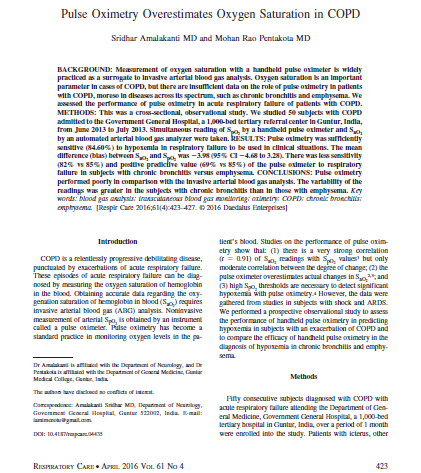 Pulse Oximetry Overestimates Oxygen Saturation in COPD
Sridhar Amalakanti MD and Mohan Rao Pentakota MD
BACKGROUND: Measurement of oxygen saturation with a handheld pulse oximeter is widely
practiced as a surrogate to invasive arterial blood gas analysis. Oxygen saturation is an important
parameter in cases of COPD, but there are insufficient data on the role of pulse oximetry in patients
with COPD, more so in diseases across its spectrum, such as chronic bronchitis and emphysema. We
assessed the performance of pulse oximetry in acute respiratory failure of patients with COPD.
METHODS: This was a cross-sectional, observational study. We studied 50 subjects with COPD
admitted to the Government General Hospital, a 1,000-bed tertiary referral center in Guntur, India,
from June 2013 to July 2013. Simultaneous reading of SpO2 by a handheld pulse oximeter and SaO2
by an automated arterial blood gas analyzer were taken. RESULTS: Pulse oximetry was sufficiently
sensitive (84.60%) to hypoxemia in respiratory failure to be used in clinical situations. The mean
difference (bias) between SaO2 and SpO2 was −3.98 (95% CI −4.68 to 3.28). There was less sensitivity
(82% vs 85%) and positive predictive value (69% vs 85%) of the pulse oximeter to respiratory
failure in subjects with chronic bronchitis versus emphysema. CONCLUSIONS: Pulse oximetry
performed poorly in comparison with the invasive arterial blood gas analysis. The variability of the
readings was greater in the subjects with chronic bronchitis than in those with emphysema. Key
words: blood gas analysis: transcutaneous blood gas monitoring: oximetry: COPD: chronic bronchitis:
emphysema. [Respir Care 2016;61(4):423–427. © 2016 Daedalus Enterprises]
Introduction
COPD is a relentlessly progressive debilitating disease,
punctuated by exacerbations of acute respiratory failure.
These episodes of acute respiratory failure can be diag-
nosed by measuring the oxygen saturation of hemoglobin
in the blood. Obtaining accurate data regarding the oxy-
genation saturation of hemoglobin in blood (SaO2) requires
invasive arterial blood gas (ABG) analysis. Noninvasive
measurement of arterial SpO2 is obtained by an instrument
called a pulse oximeter. Pulse oximetry has become a
standard practice in monitoring oxygen levels in the pa-
Dr Amalakanti is affiliated with the Department of Neurology, and Dr
Pentakota is affiliated with the Department of General Medicine, Guntur
Medical College, Guntur, India.
The authors have disclosed no conflicts of interest.
Correspondence: Amalakanti Sridhar MD, Department of Neurology,
Government General Hospital, Guntur 522002, India. E-mail:
DOI: 10.4187/respcare.04435
tient's blood. Studies on the performance of pulse oxim-
etry show that: (1) there is a very strong correlation
(r = 0.91) of SaO2 readings with SpO2 values1 but only
moderate correlation between the degree of change; (2) the
pulse oximeter overestimates actual changes in SaO2; and
(3) high SpO2 thresholds are necessary to detect significant
hypoxemia with pulse oximetry. However, the data were
gathered from studies in subjects with shock and ARDS.
We performed a prospective observational study to assess
the performance of handheld pulse oximetry in predicting
hypoxemia in subjects with an exacerbation of COPD and
to compare the efficacy of handheld pulse oximetry in the
diagnosis of hypoxemia in chronic bronchitis and emphy-
sema.
Methods
Fifty consecutive subjects diagnosed with COPD with
acute respiratory failure attending the Department of Gen-
eral Medicine, Government General Hospital, a 1,000-bed
tertiary hospital in Guntur, India, over a period of 1 month
were enrolled into the study. Patients with icterus, other
RESPIRATORY CARE • APRIL 2016 VOL 61 NO 4
423